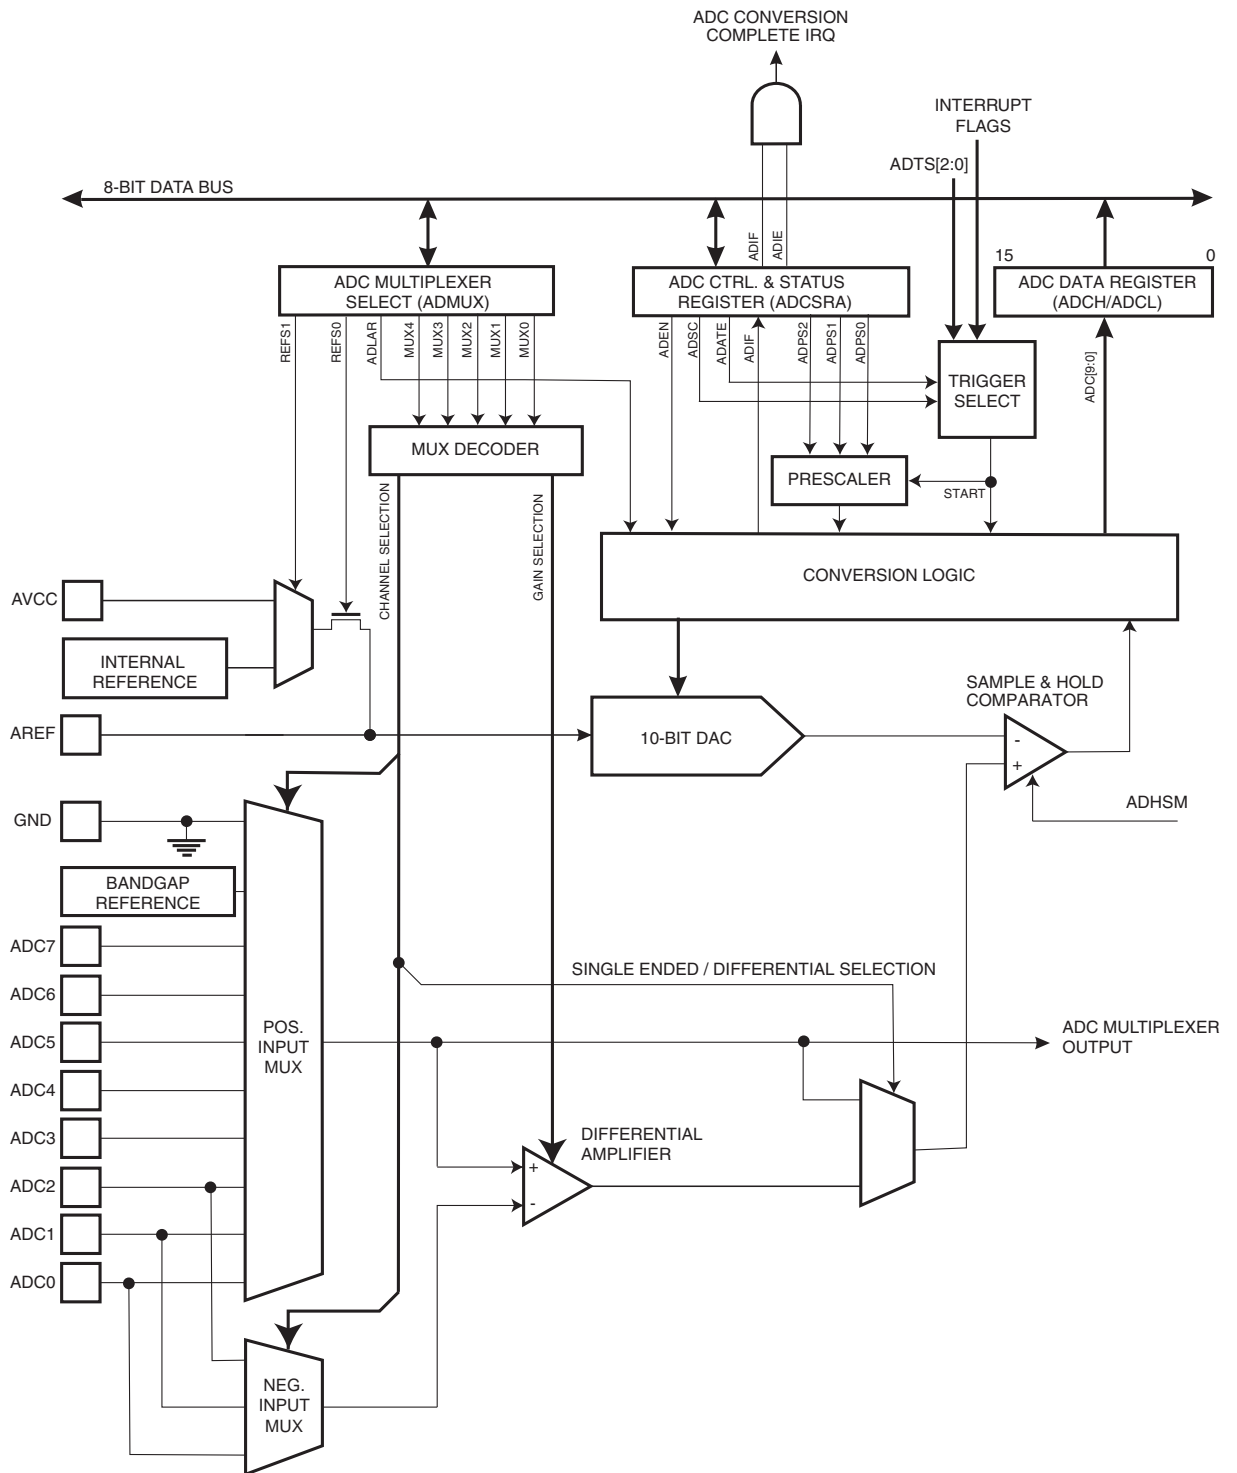 ADC CONVERSION
COMPLETE IRQ
INTERRUPT
FLAGS
ADTS[2:0]
8-BIT DATA BUS
ADIF
ADIE
15
0
ADC MULTIPLEXER
SELECT (ADMUX)
ADC CTRL. & STATUS
REGISTER (ADCSRA)
ADC DATA REGISTER
(ADCH/ADCL)
REFS1
REFS0
ADLAR
MUX4
MUX3
MUX2
MUX1
MUX0
ADEN
ADSC
ADATE
ADIF
ADPS2
ADPS1
ADPS0
ADC[9:0]
TRIGGER
SELECT
MUX DECODER
PRESCALER
START
CHANNEL SELECTION
GAIN SELECTION
CONVERSION LOGIC
AVCC
INTERNAL
REFERENCE
SAMPLE & HOLD
COMPARATOR
AREF
10-BIT DAC
-
+
ADHSM
GND
BANDGAP
REFERENCE
ADC7
SINGLE ENDED / DIFFERENTIAL SELECTION
ADC6
ADC5
POS.
INPUT
MUX
ADC MULTIPLEXER
OUTPUT
ADC4
ADC3
DIFFERENTIAL
AMPLIFIER
+
-
ADC2
ADC1
ADC0
NEG.
INPUT
MUX